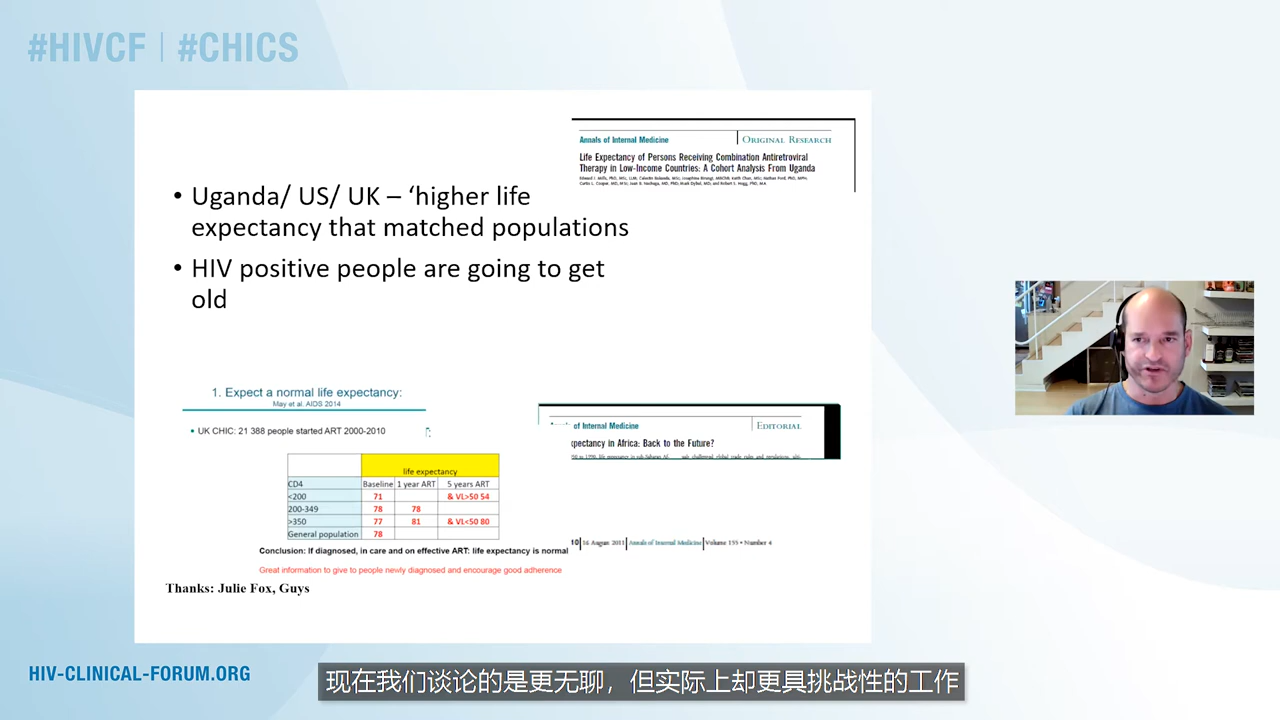 #HIVCF | #CHICS
Annals of Internal Medicine
ORIGINAL RESEARCH
Life Expectancy of Persons Receiving Combination Antiretroviral
Therapy in Low-Income Countries: A Cohort Analysis From Uganda
• Uganda/ US/ UK – ‘higher life
expectancy that matched populations
• HIV positive people are going to get
old
1. Expect a normal life expectancy:
May et al. AIDS 2014
• UK CHIC: 21 388 people started ART 2000-2010
life expectancy
CD4 Baseline 1 year ART 5 years ART
<200 71 & VL>50 54
200-349 78 78
>350 77 81 & VL<50 80
General population 78
Conclusion: If diagnosed, in care and on effective ART: life expectancy is normal
Great information to give to people newly diagnosed and encourage good adherence
Thanks: Julie Fox, Guys
of Internal Medicine
EDITORIAL
pectancy in Africa: Back to the Future?
10 16 August 2011 Annals of Internal Medicine Volume 155 • Number 4
HIV-CLINICAL-FORUM.ORG
现在我们谈论的是更无聊，但实际上却更具挑战性的工作